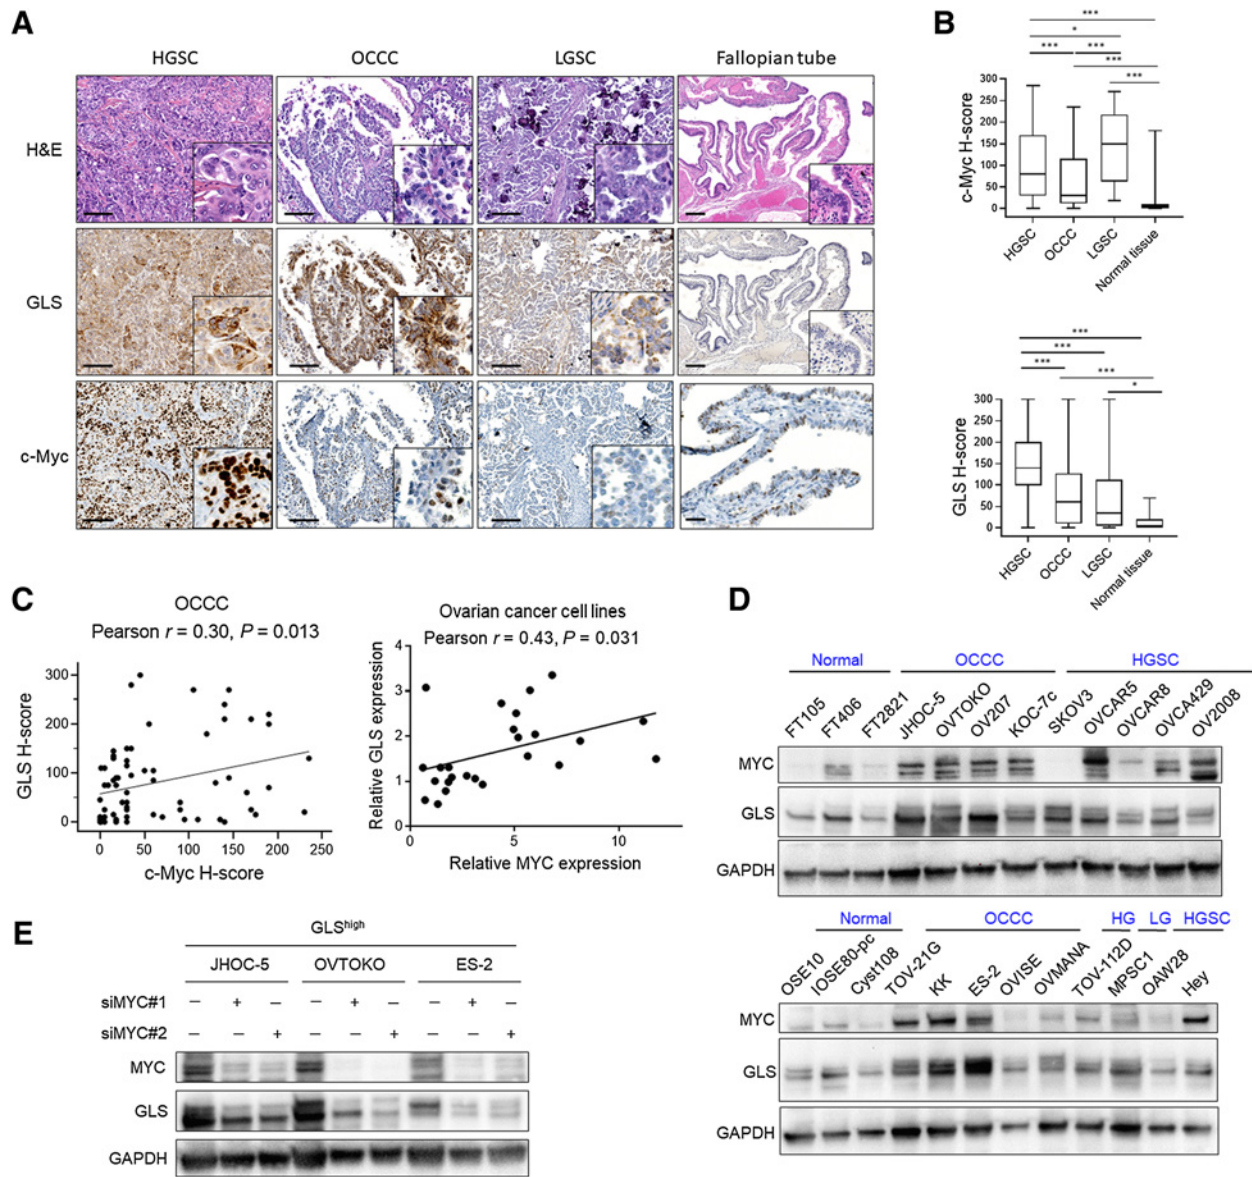 A
HGSC OCCC LGSC Fallopian tube
H&E
GLS
c-Myc
B
***
*
*** ***
***
***
c-Myc H-score
300
250
200
150
100
50
0
HGSC OCCC LGSC Normal tissue
***
***
*** ***
*
GLS H-score
300
250
200
150
100
50
0
HGSC OCCC LGSC Normal tissue
C
OCCC
Pearson r = 0.30, P = 0.013
GLS H-score
300
200
100
0
0 50 100 150 200 250
c-Myc H-score
Ovarian cancer cell lines
Pearson r = 0.43, P = 0.031
Relative GLS expression
4
3
2
1
0
0 5 10
Relative MYC expression
D
Normal OCCC HGSC
FT105 FT406 FT2821 JHOC-5 OVTOKO OV207 KOC-7c SKOV3 OVCAR5 OVCAR8 OVCA429 OV2008
MYC
GLS
GAPDH
Normal OCCC HG LG HGSC
OSE10 IOSE80-pc Cyst108 TOV-21G KK ES-2 OVISE OVMANA TOV-112D MPSC1 OAW28 Hey
MYC
GLS
GAPDH
E
GLShigh
JHOC-5 OVTOKO ES-2
siMYC#1 – + – – + – – + –
siMYC#2 – – + – – + – – +
MYC
GLS
GAPDH